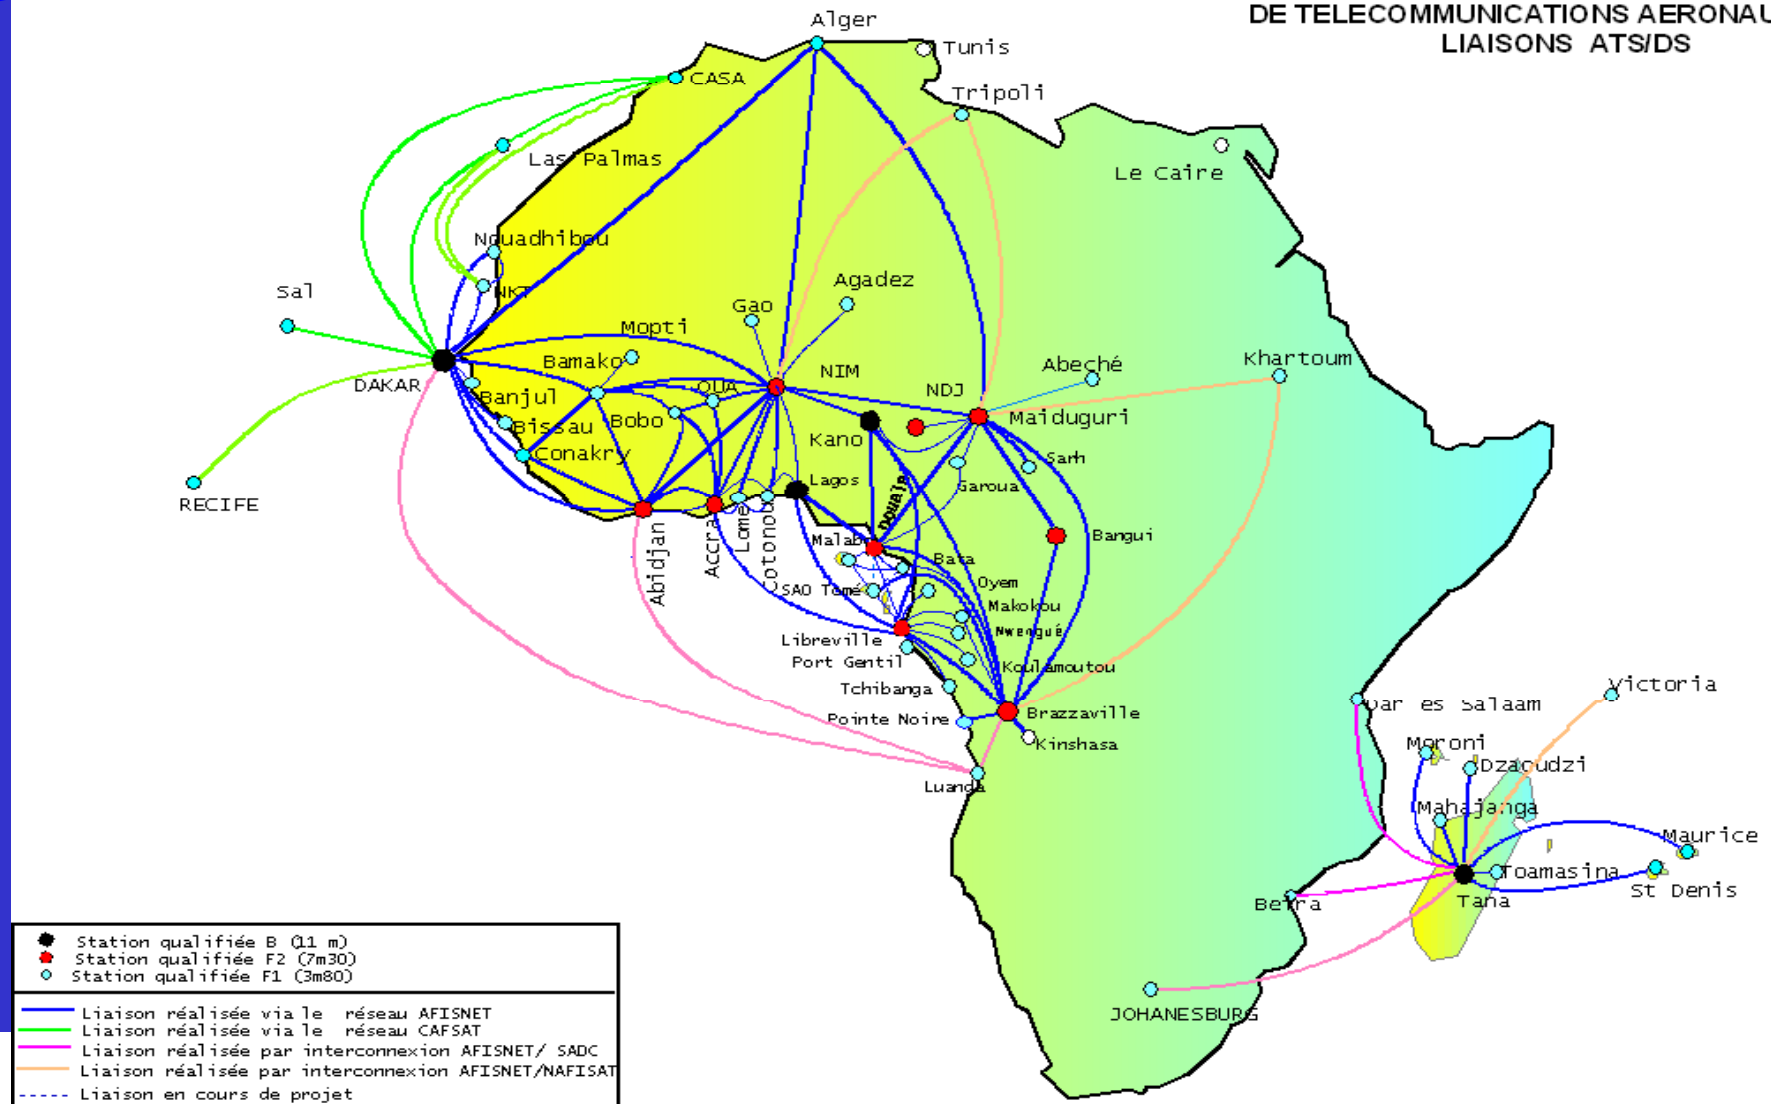 DE TELECOMMUNICATIONS AERONAU
LIAISONS ATS/DS
Alger
Tunis
CASA
Tripoli
Las Palmas
Le Caire
Nouadhibou
NKT
Sal
Agadez
Gao
Mopti
Bamako
NIM
Abeché
Khartoum
DAKAR
OUA
NDJ
Banjul
Bobo
Maiduguri
Bissau
Kano
Conakry
Sarh
Lagos
Garoua
RECIFE
Douala
Abidjan
Accra
Lomé
Cotonou
Bangui
Malabo
Bata
SAO Tomé
Oyem
Makokou
Mwengué
Libreville
Port Gentil
Koulamoutou
Tchibanga
Pointe Noire
Brazzaville
Kinshasa
Luanda
Victoria
Dar es Salaam
Moroni
Dzaoudzi
Mahajanga
Maurice
Toamasina
St Denis
Tana
Beira
JOHANESBURG
Station qualifiée B (11 m)
Station qualifiée F2 (7m30)
Station qualifiée F1 (3m80)
Liaison réalisée via le réseau AFISNET
Liaison réalisée via le réseau CAFSAT
Liaison réalisée par interconnexion AFISNET/ SADC
Liaison réalisée par interconnexion AFISNET/NAFISAT
Liaison en cours de projet